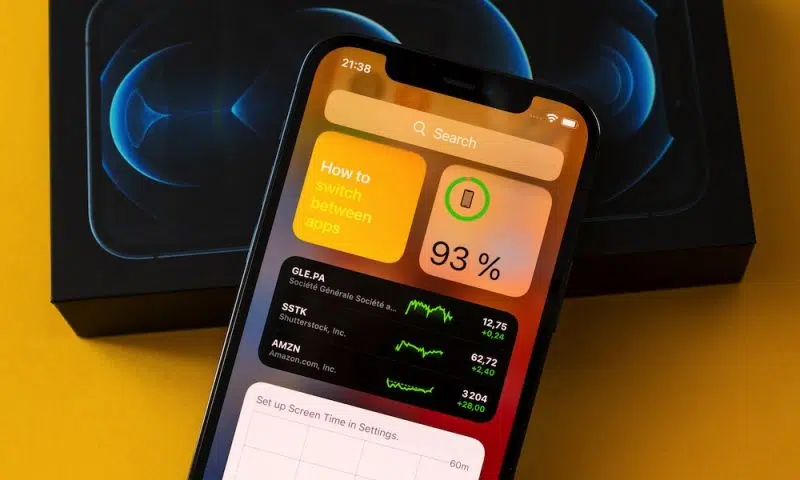 21:38
Search
How to
switch
between
apps
93 %
GLE.PA
Société Générale Société a...
12,75
+0,24
SSTK
Shutterstock, Inc.
62,72
+2,40
AMZN
Amazon.com, Inc.
3 204
+28,00
Set up Screen Time in Settings.
60m